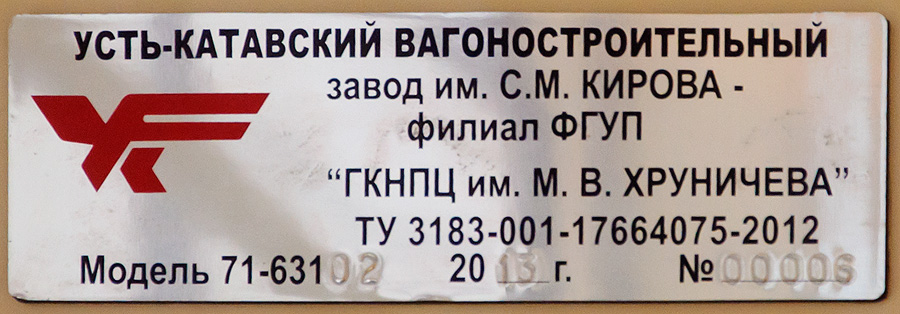 УСТЬ-КАТАВСКИЙ ВАГОНОСТРОИТЕЛЬНЫЙ
завод им. С.М. КИРОВА -
филиал ФГУП
“ГКНПЦ им. М. В. ХРУНИЧЕВА”
ТУ 3183-001-17664075-2012
Модель 71-63102 2013 г. №00006